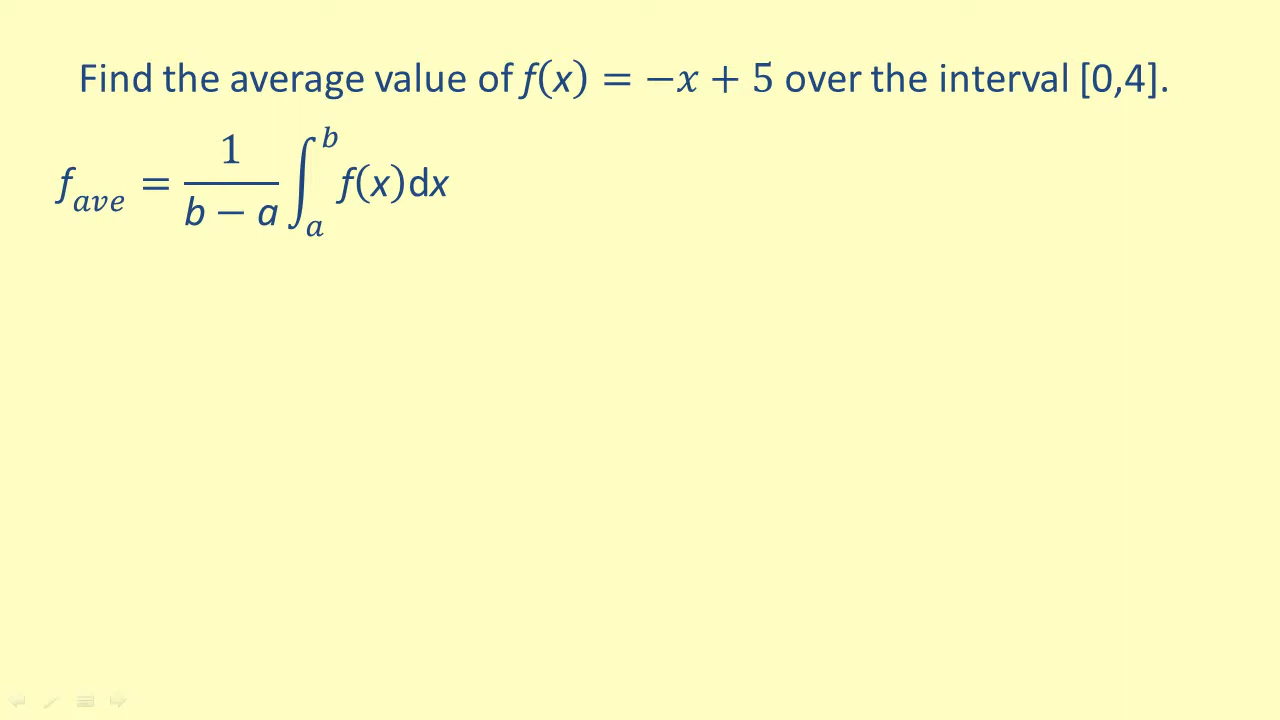 Find the average value of f(x) = −x + 5 over the interval [0,4].
f_ave = 1/(b − a) ∫_a^b f(x)dx